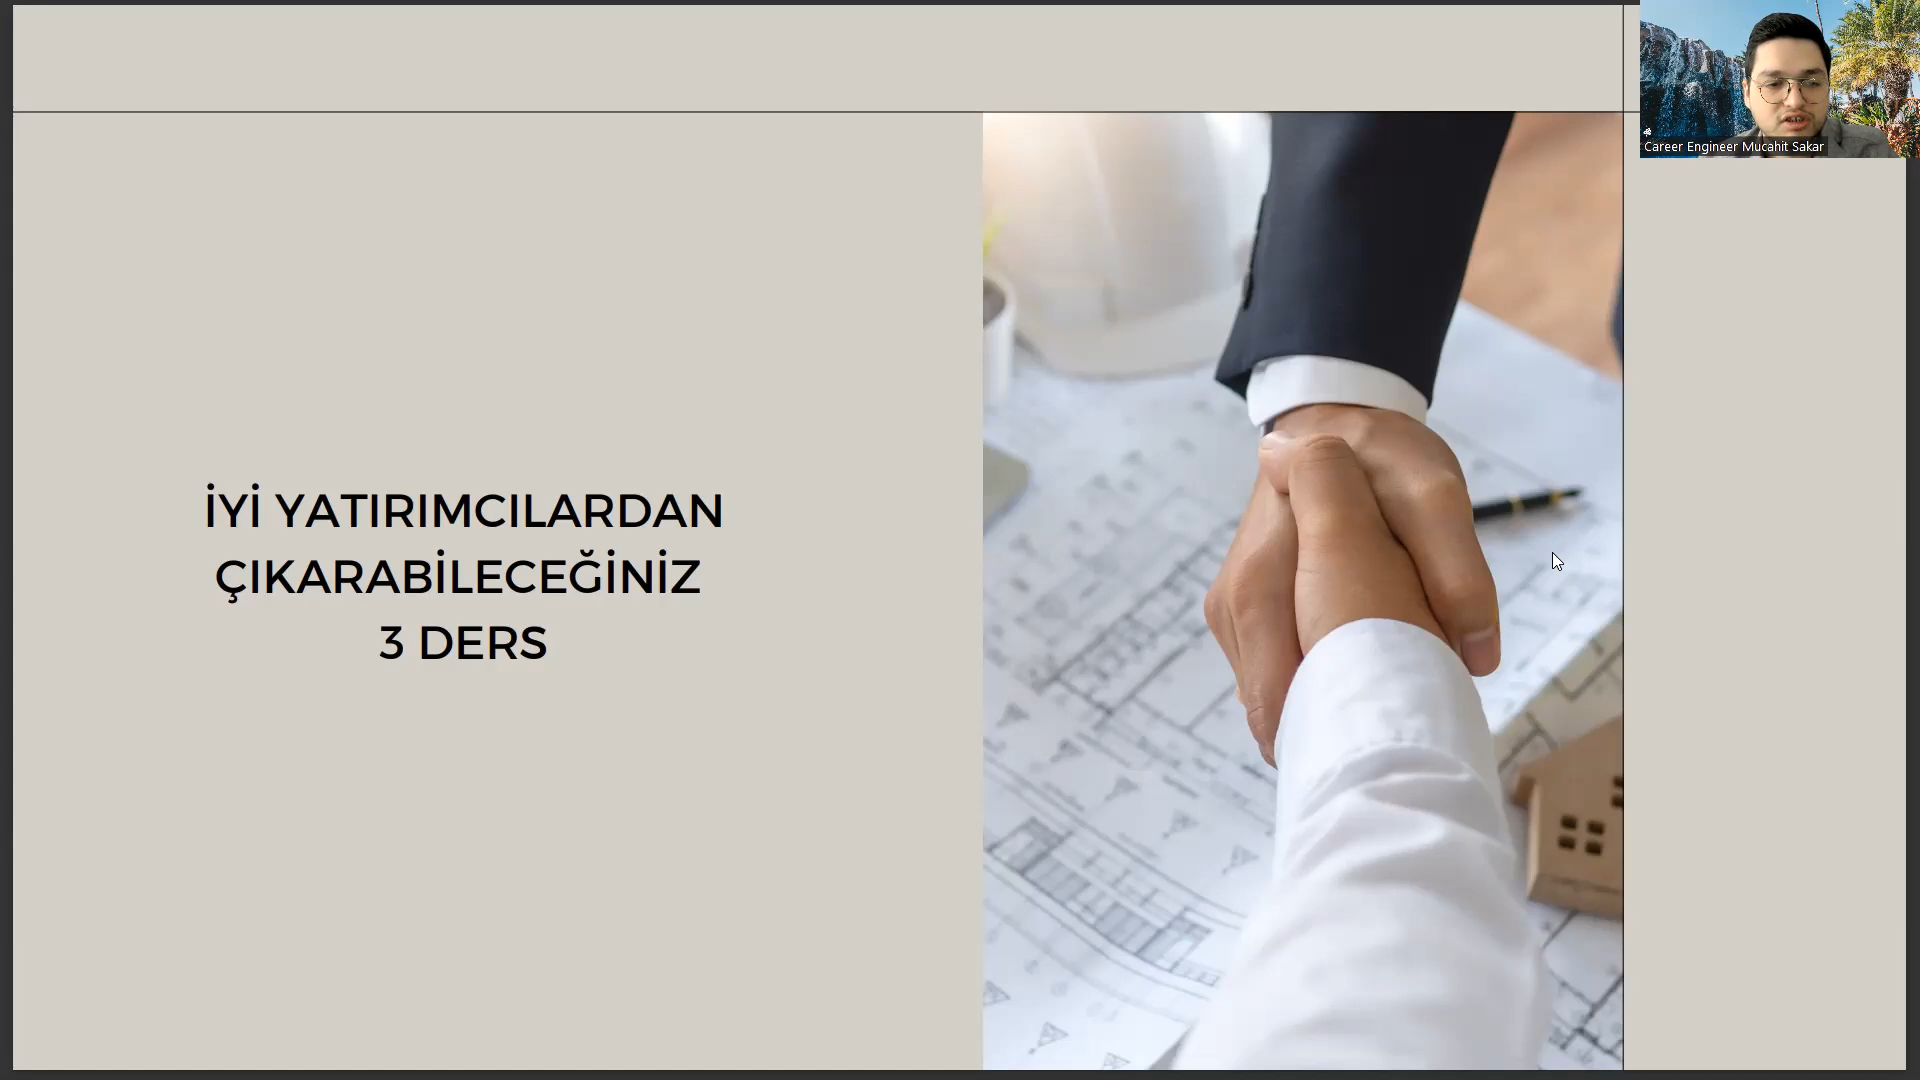 İYİ YATIRIMCILARDAN
ÇIKARABİLECEĞİNİZ
3 DERS
Career Engineer Mucahit Sakar